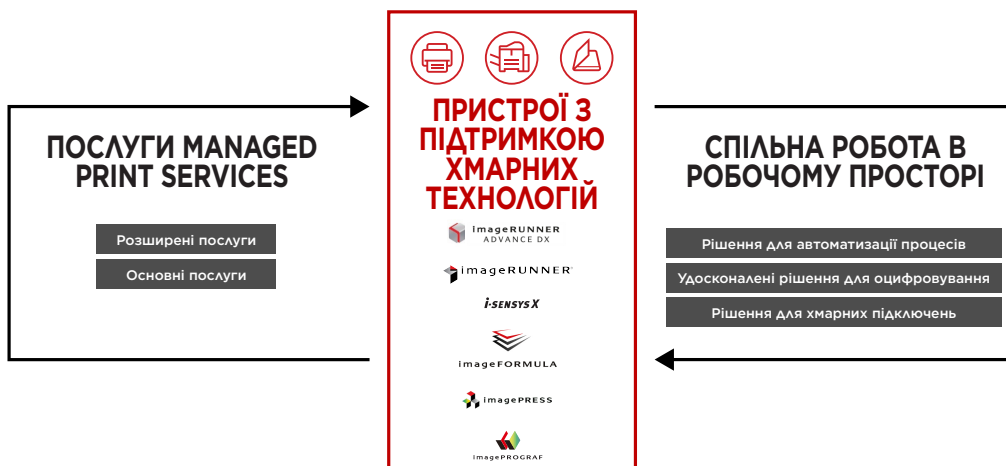 ПОСЛУГИ MANAGED
PRINT SERVICES
Розширені послуги
Основні послуги
ПРИСТРОЇ З
ПІДТРИМКОЮ
ХМАРНИХ
ТЕХНОЛОГІЙ
imageRUNNER
ADVANCE DX
imageRUNNER
i-SENSYS X
imageFORMULA
imagePRESS
imagePROGRAF
СПІЛЬНА РОБОТА В
РОБОЧОМУ ПРОСТОРІ
Рішення для автоматизації процесів
Удосконалені рішення для оцифровування
Рішення для хмарних підключень